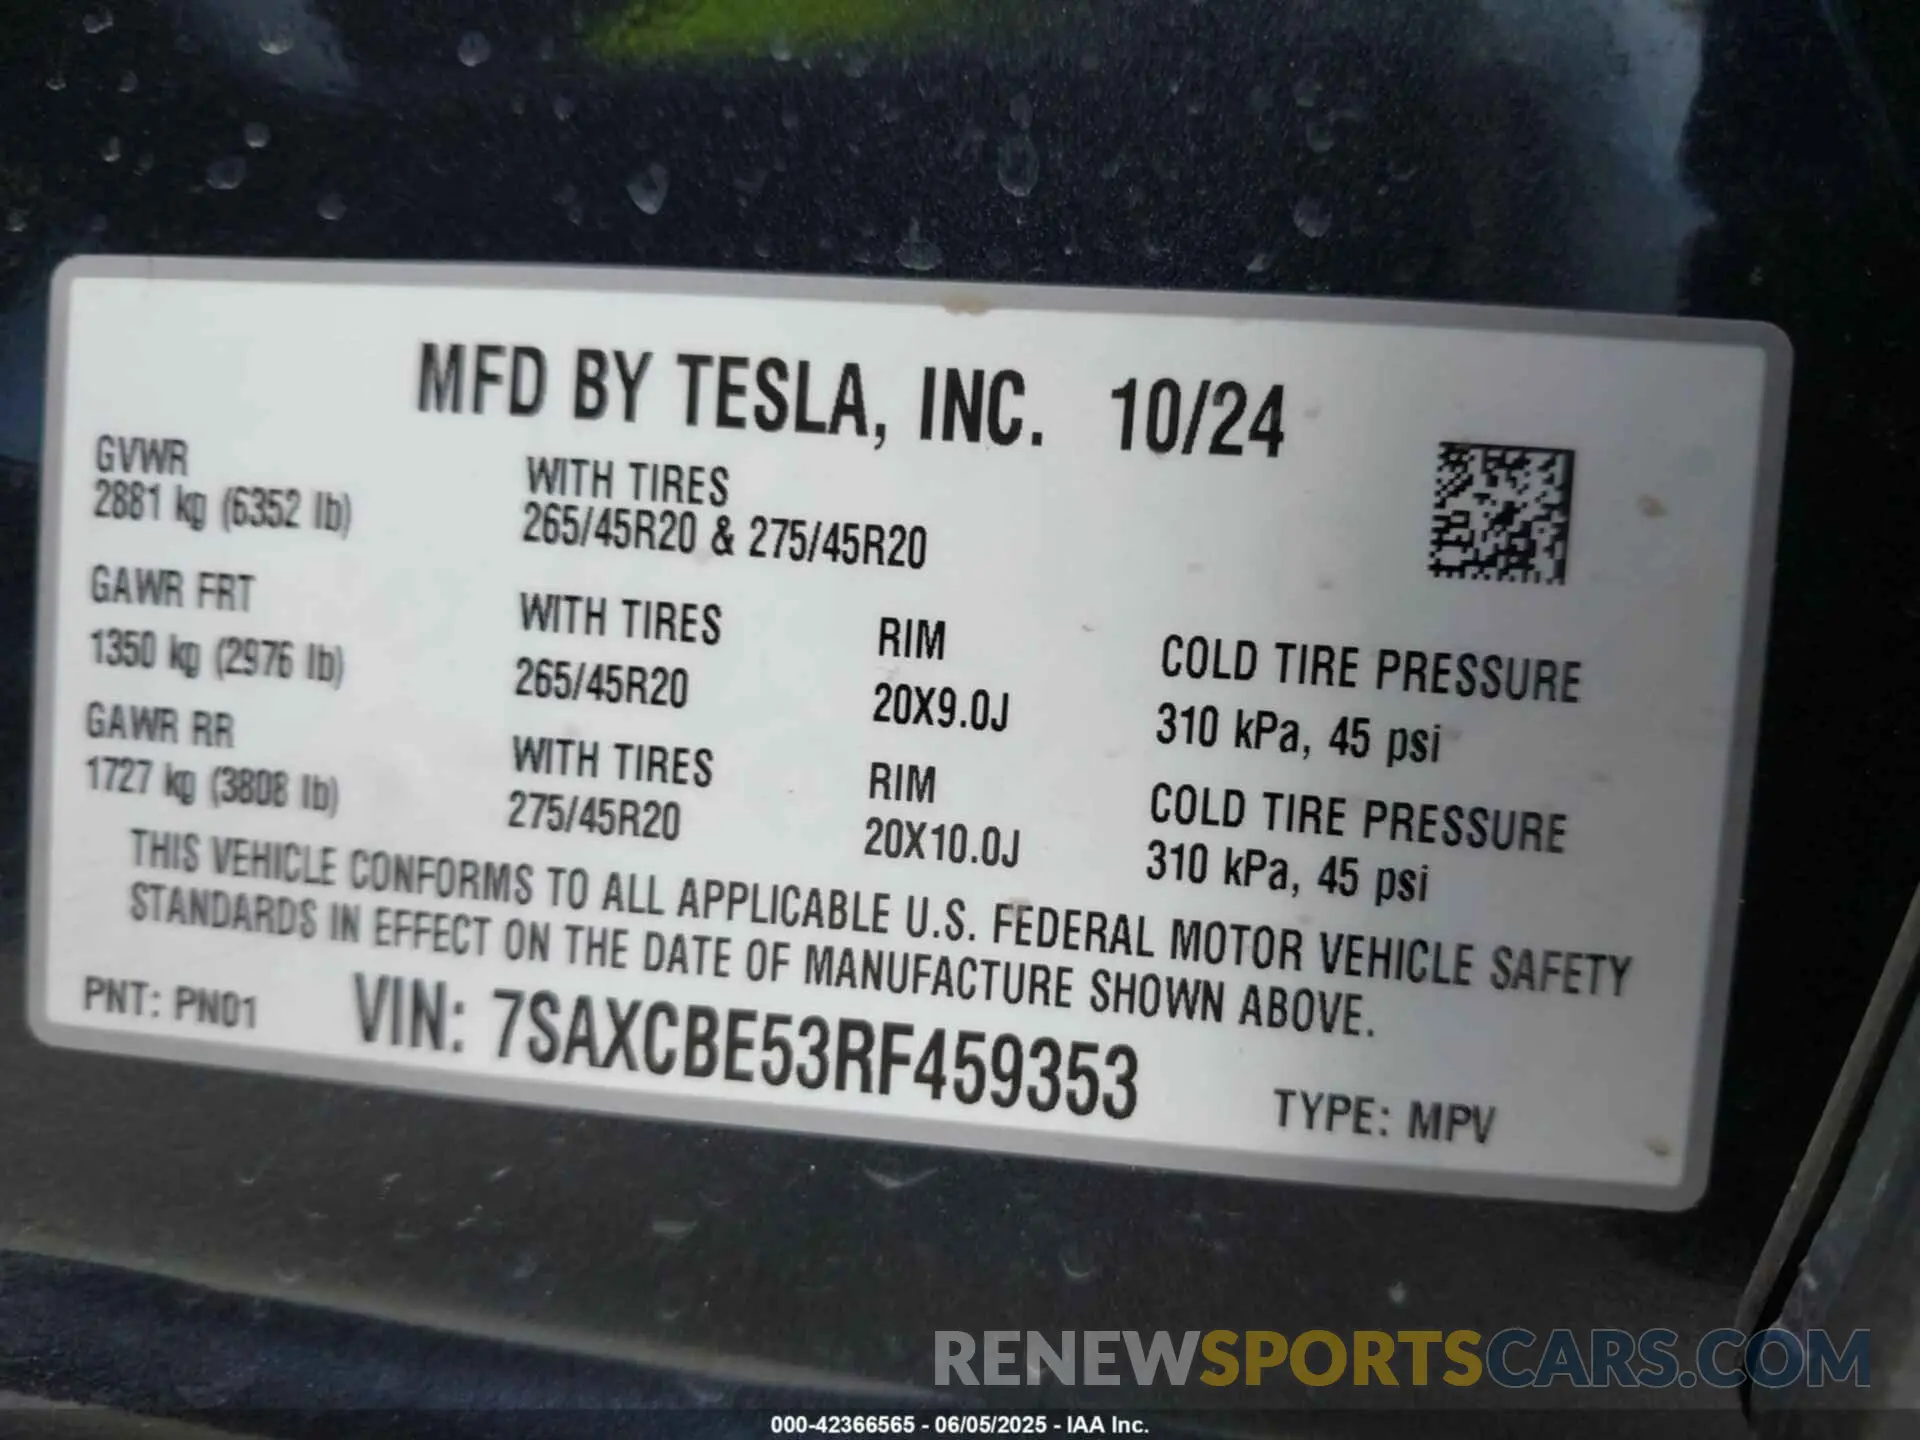 MFD BY TESLA, INC. 10/24
GVWR
2881 kg (6352 lb)
WITH TIRES
265/45R20 & 275/45R20
GAWR FRT
1350 kg (2976 lb)
WITH TIRES
265/45R20
RIM
20X9.0J
COLD TIRE PRESSURE
310 kPa, 45 psi
GAWR RR
1727 kg (3808 lb)
WITH TIRES
275/45R20
RIM
20X10.0J
COLD TIRE PRESSURE
310 kPa, 45 psi
THIS VEHICLE CONFORMS TO ALL APPLICABLE U.S. FEDERAL MOTOR VEHICLE SAFETY
STANDARDS IN EFFECT ON THE DATE OF MANUFACTURE SHOWN ABOVE.
PNT: PN01
VIN: 7SAXCBE53RF459353
TYPE: MPV
RENEWSPORTSCARS.COM
000-42366565 - 06/05/2025 - IAA Inc.